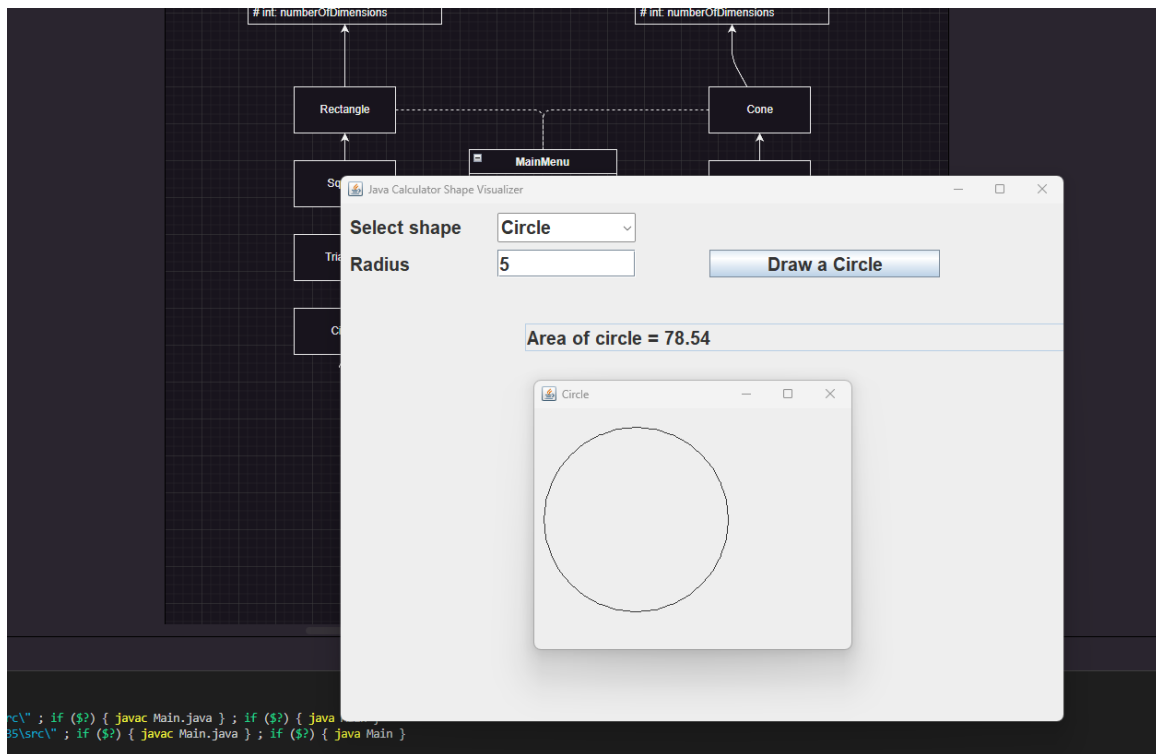 # int: numberOfDimensions
# int: numberOfDimensions
Rectangle
Cone
MainMenu
Java Calculator Shape Visualizer
Select shape
Circle
Radius
5
Draw a Circle
Area of circle = 78.54
Circle
rc\" ; if ($?) { javac Main.java } ; if ($?) { java
35\src\" ; if ($?) { javac Main.java } ; if ($?) { java Main }